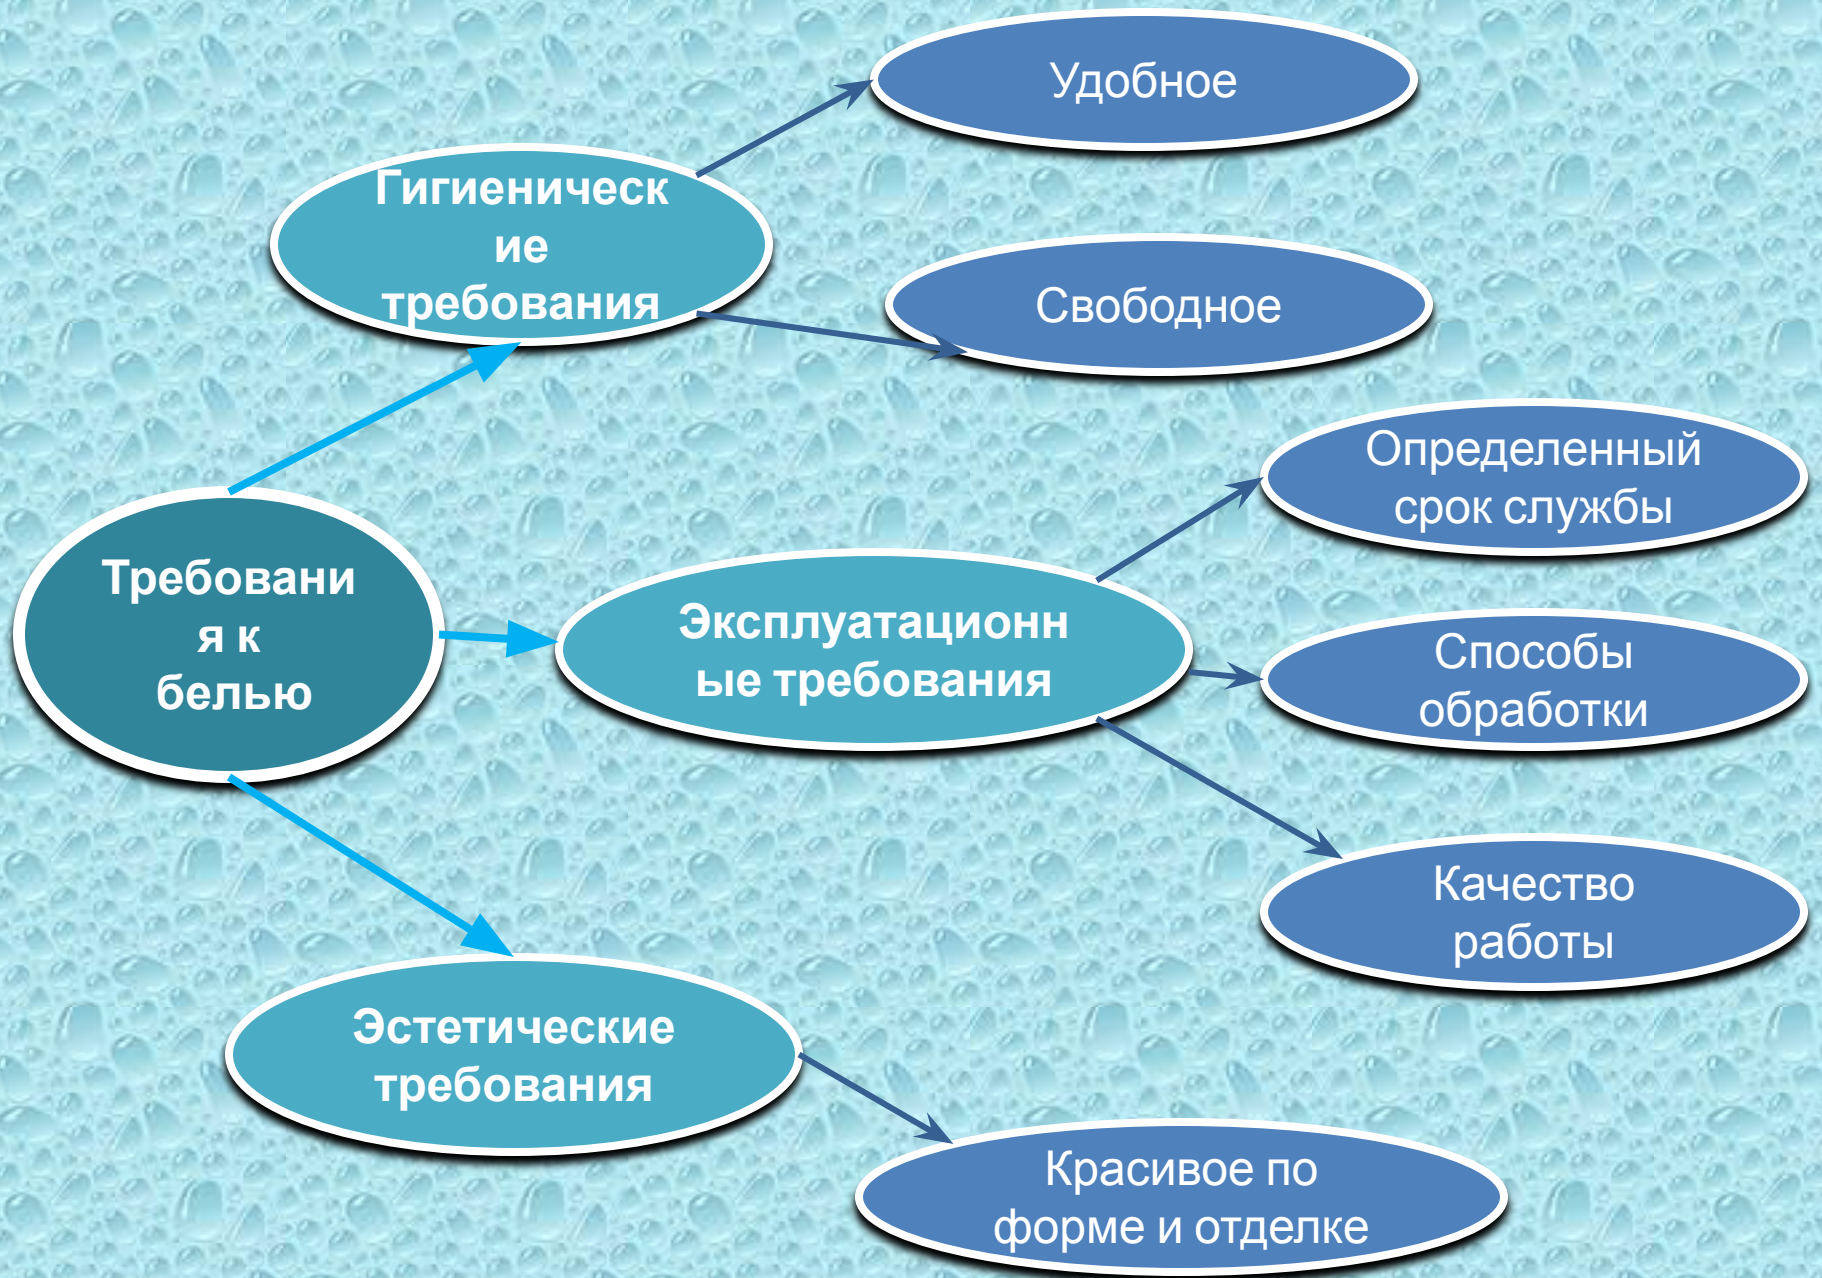 Удобное
Гигиеническ
ие
требования
Свободное
Определенный
срок службы
Требовани
я к
белью
Эксплуатационн
ые требования
Способы
обработки
Качество
работы
Эстетические
требования
Красивое по
форме и отделке